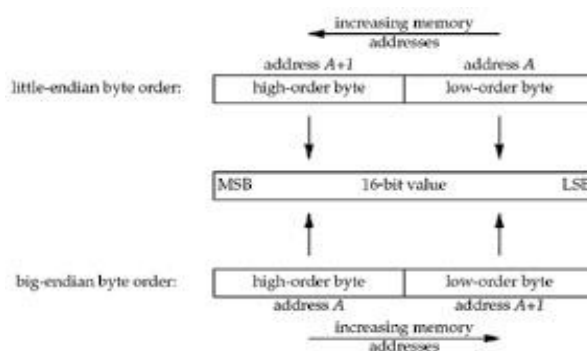 increasing memory
addresses
address A+1 address A
little-endian byte order: high-order byte low-order byte
MSB 16-bit value LSB
big-endian byte order: high-order byte low-order byte
address A address A+1
increasing memory
addresses